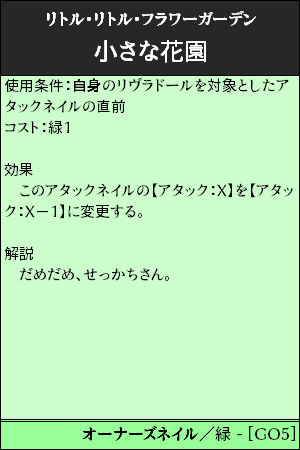 リトル・リトル・フラワーガーデン
小さな花園
使用条件：自身のリヴラドールを対象としたア
タックネイルの直前
コスト：緑1
効果
　このアタックネイルの【アタック：X】を【アタッ
ク：X－1】に変更する。
解説
　だめだめ、せっかちさん。
オーナーズネイル／緑 - [GO5]